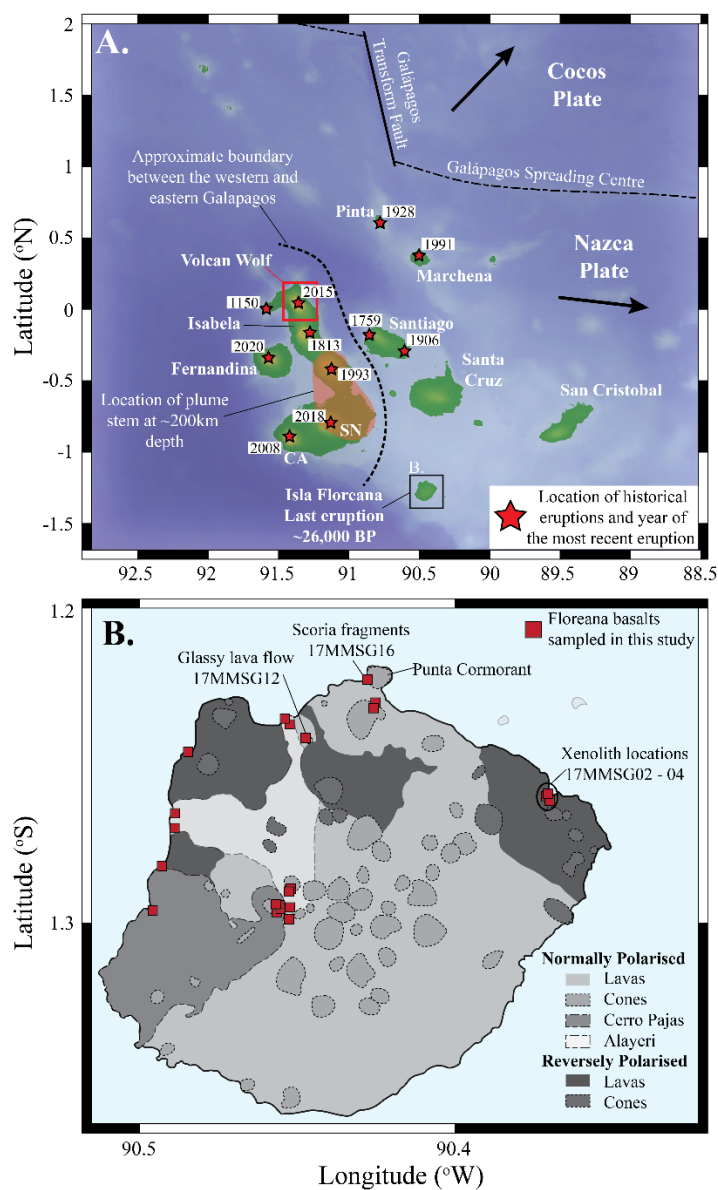 A.
2
1.5
1
0.5
0
-0.5
-1
-1.5
Latitude (°N)
Galápagos
Transform Fault
Cocos
Plate
Galápagos Spreading Centre
Approximate boundary
between the western and
eastern Galapagos
Pinta
1928
1991
Marchena
Nazca
Plate
Volcan Wolf
2015
1150
Isabela
1813
1759
Santiago
1906
2020
Fernandina
1993
Santa
Cruz
San Cristobal
Location of plume
stem at ~200km
depth
2018
SN
2008
CA
B.
Isla Floreana
Last eruption
~26,000 BP
Location of historical
eruptions and year of
the most recent eruption
92.5
92
91.5
91
90.5
90
89.5
89
88.5
1.2
B.
Scoria fragments
17MMSG16
Floreana basalts
sampled in this study
Glassy lava flow
17MMSG12
Punta Cormorant
Xenolith locations
17MMSG02 - 04
Latitude (°S)
1.3
Normally Polarised
Lavas
Cones
Cerro Pajas
Alayeri
Reversely Polarised
Lavas
Cones
90.5
90.4
Longitude (°W)